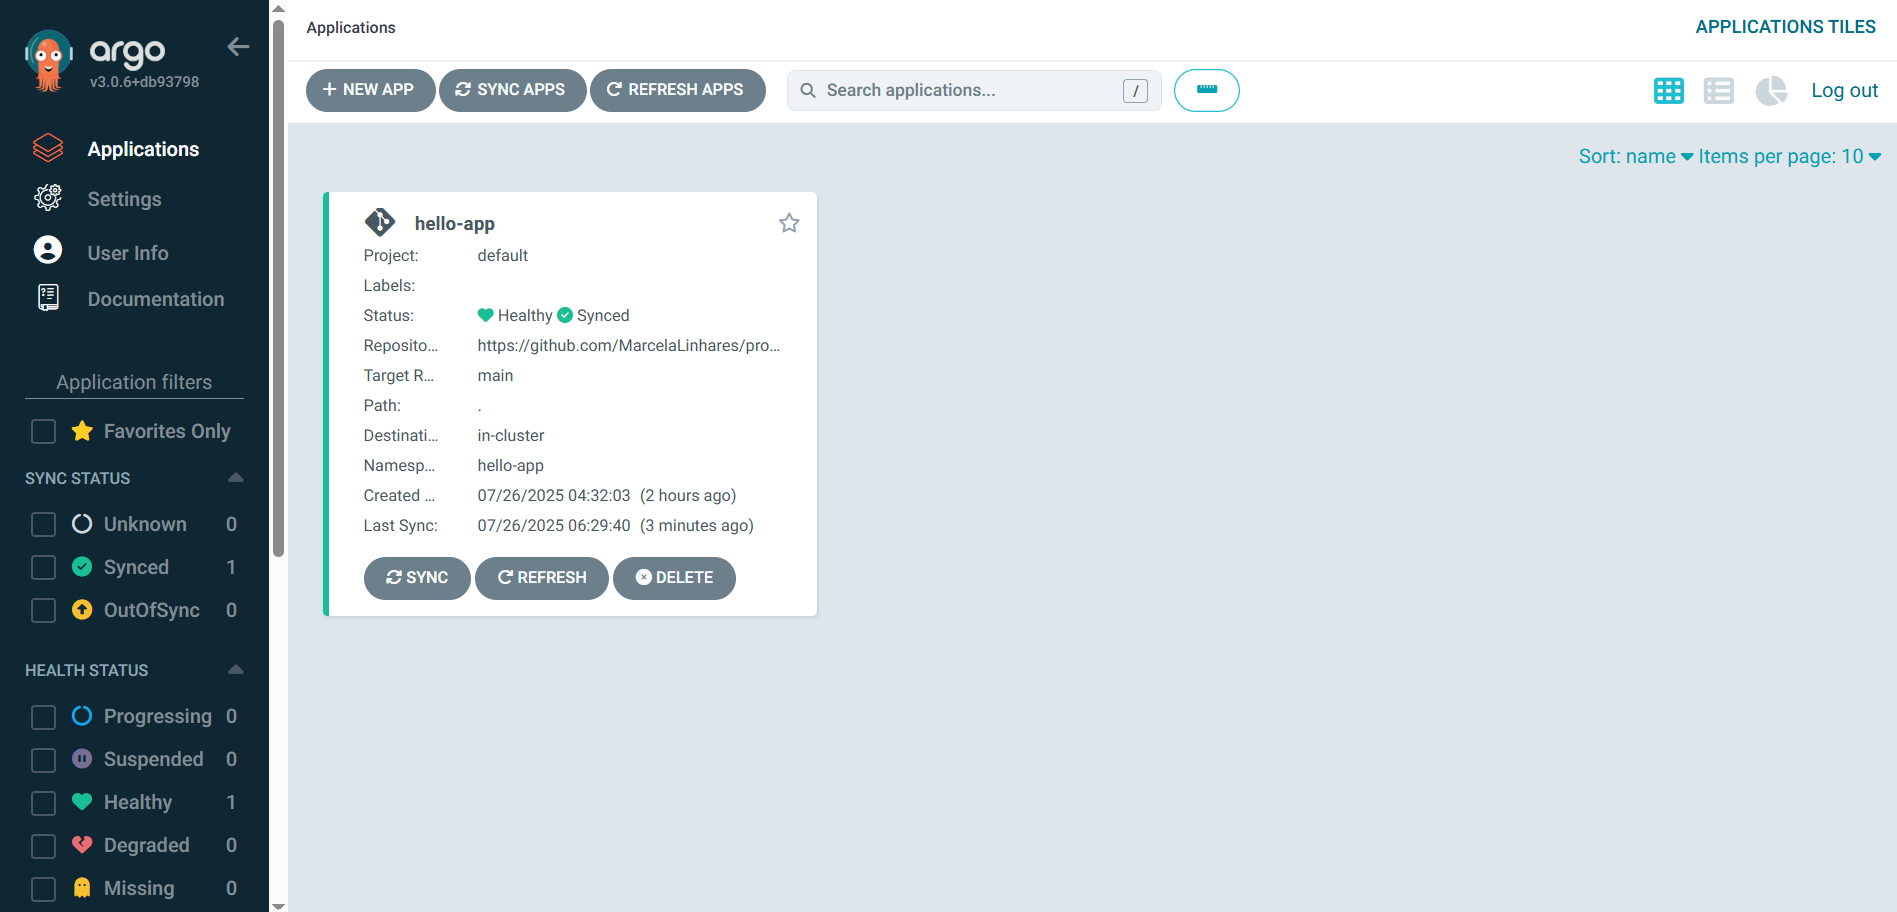 argo
v3.0.6+db93798
Applications
Settings
User Info
Documentation
Application filters
Favorites Only
SYNC STATUS
Unknown 0
Synced 1
OutOfSync 0
HEALTH STATUS
Progressing 0
Suspended 0
Healthy 1
Degraded 0
Missing 0
Applications
APPLICATIONS TILES
+ NEW APP SYNC APPS REFRESH APPS Search applications... / Log out
Sort: name Items per page: 10
hello-app
Project: default
Labels:
Status: Healthy Synced
Reposito... https://github.com/MarcelaLinhares/pro...
Target R... main
Path: .
Destinati... in-cluster
Namesp... hello-app
Created ... 07/26/2025 04:32:03 (2 hours ago)
Last Sync: 07/26/2025 06:29:40 (3 minutes ago)
SYNC REFRESH DELETE